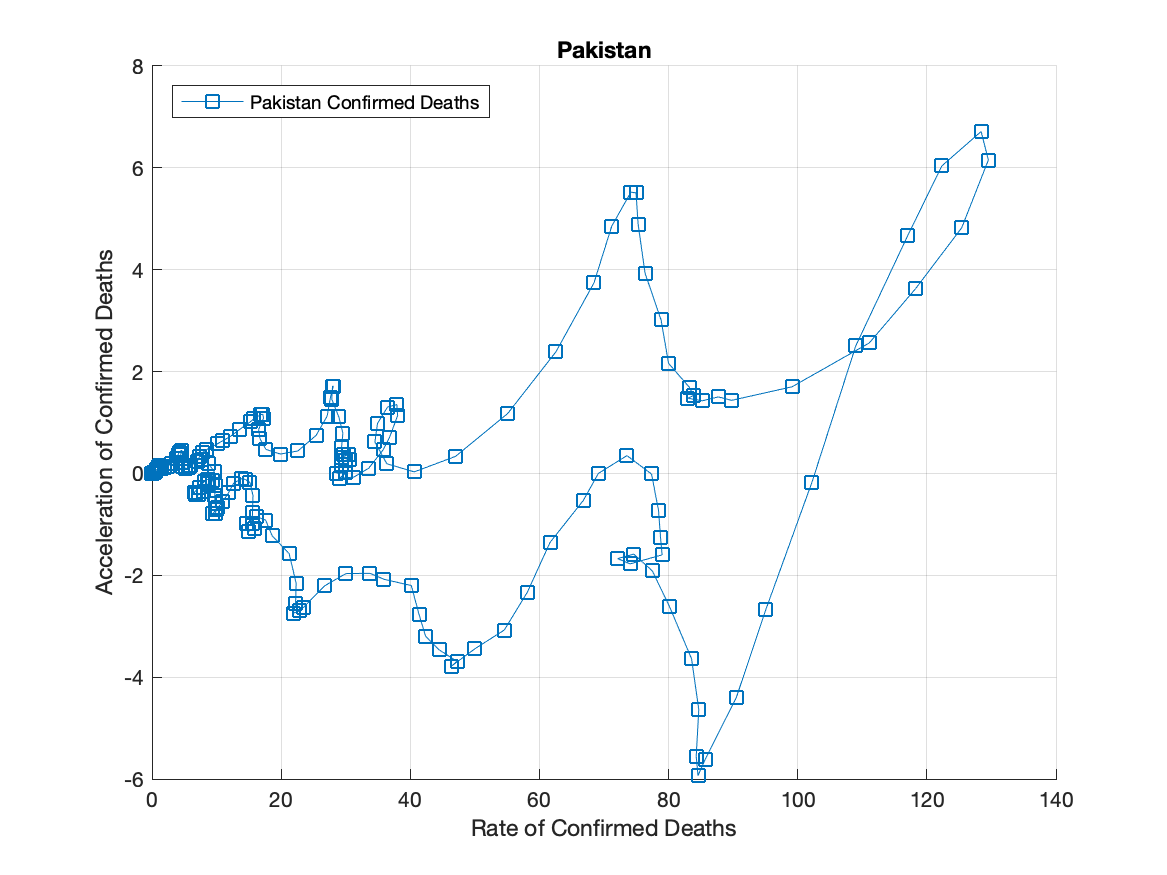 Pakistan
8
Pakistan Confirmed Deaths
6
4
2
0
-2
-4
-6
Acceleration of Confirmed Deaths
0 20 40 60 80 100 120 140
Rate of Confirmed Deaths